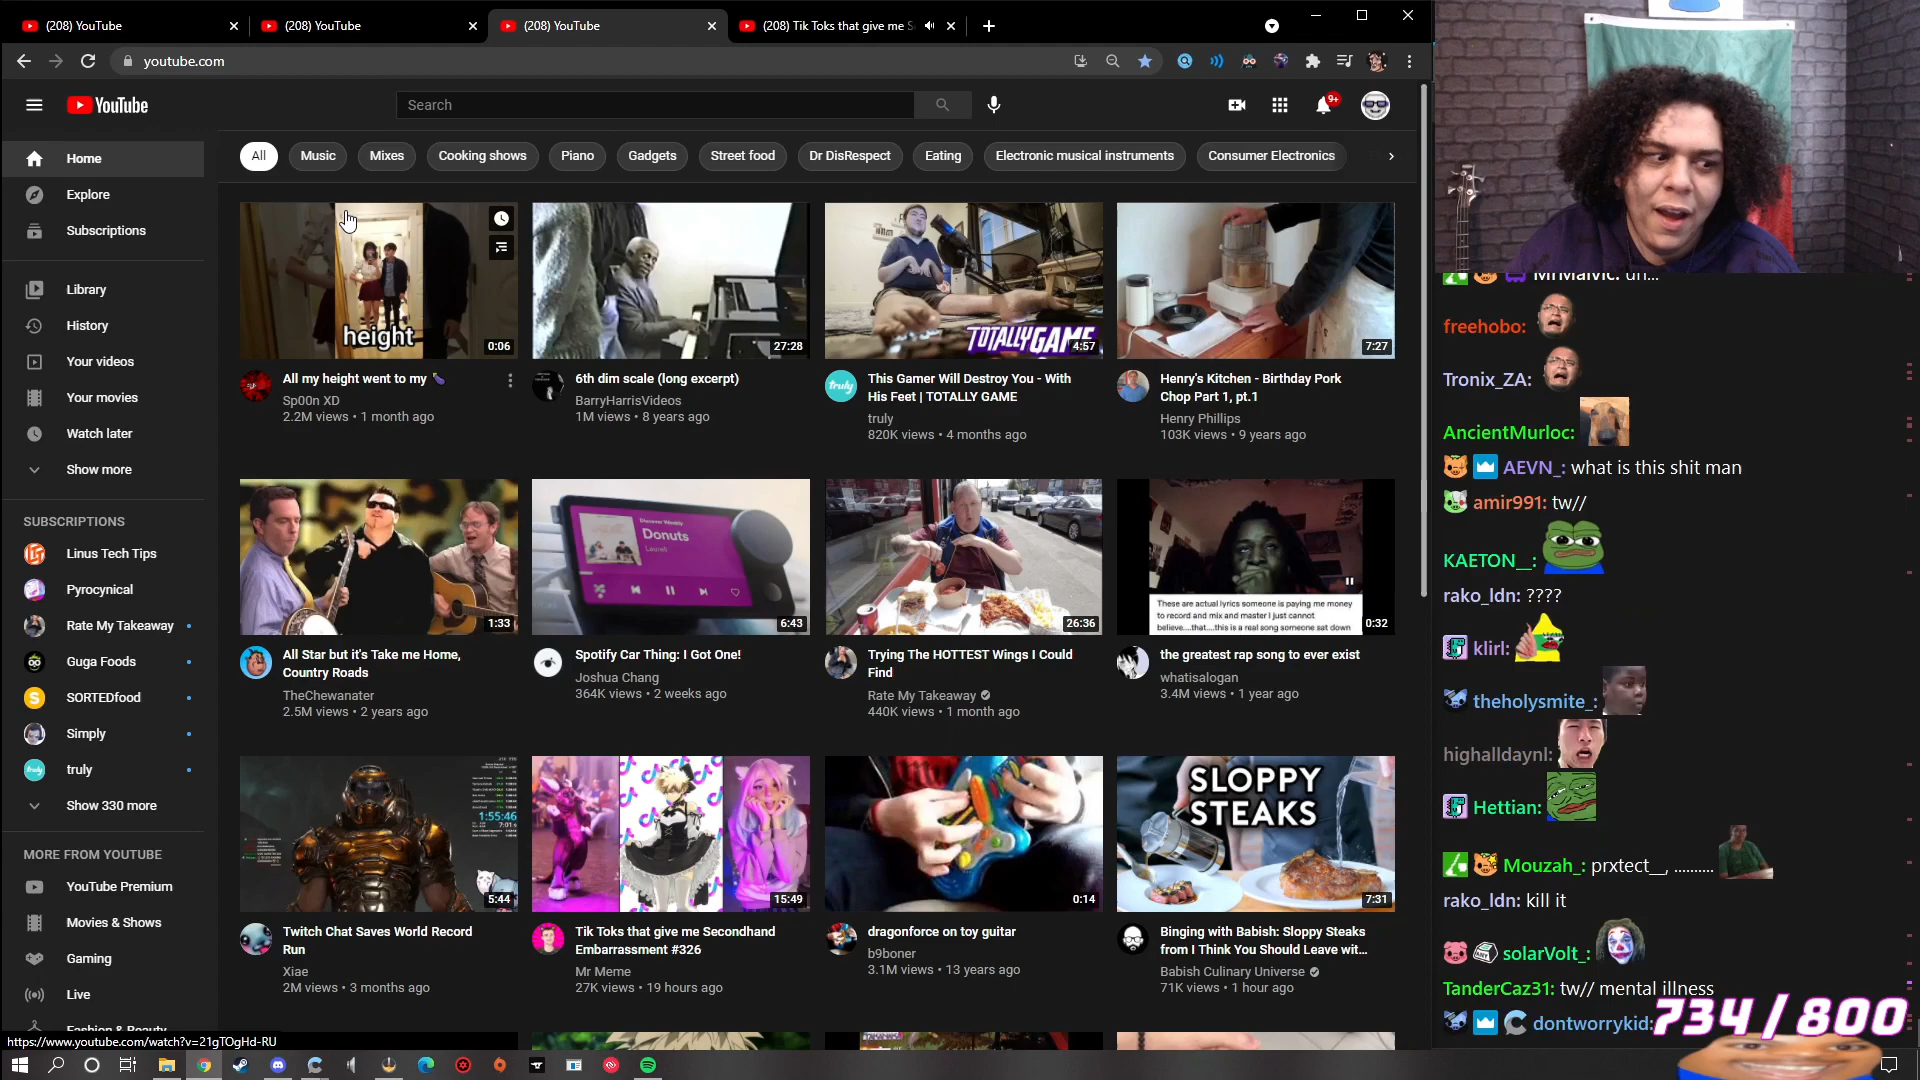 (208) YouTube
(208) YouTube
(208) YouTube
(208) Tik Toks that give me S
youtube.com
YouTube
Search
9+
Home
Explore
Subscriptions
Library
History
Your videos
Your movies
Watch later
Show more
SUBSCRIPTIONS
Linus Tech Tips
Pyrocynical
Rate My Takeaway
Guga Foods
SORTEDfood
Simply
truly
Show 330 more
MORE FROM YOUTUBE
YouTube Premium
Movies & Shows
Gaming
Live
Fashion & Beauty
https://www.youtube.com/watch?v=21gTOgHd-RU
All Music Mixes Cooking shows Piano Gadgets Street food Dr DisRespect Eating Electronic musical instruments Consumer Electronics
height
0:06
All my height went to my 🍆
Sp00n XD
2.2M views • 1 month ago
27:28
6th dim scale (long excerpt)
BarryHarrisVideos
1M views • 8 years ago
TOTALLY GAME
4:57
truly
This Gamer Will Destroy You - With
His Feet | TOTALLY GAME
truly
820K views • 4 months ago
7:27
Henry's Kitchen - Birthday Pork
Chop Part 1, pt.1
Henry Phillips
103K views • 9 years ago
1:33
All Star but it's Take me Home,
Country Roads
TheChewanater
2.5M views • 2 years ago
Discover Weekly
Donuts
6:43
Spotify Car Thing: I Got One!
Joshua Chang
364K views • 2 weeks ago
26:36
Trying The HOTTEST Wings I Could
Find
Rate My Takeaway
440K views • 1 month ago
These are actual lyrics someone is paying me money
to record and mix and master I just cannot
believe....that....this is a real song someone sat down
0:32
the greatest rap song to ever exist
whatisalogan
3.4M views • 1 year ago
1:55:46
5:44
Twitch Chat Saves World Record
Run
Xiae
2M views • 3 months ago
15:49
Tik Toks that give me Secondhand
Embarrassment #326
Mr Meme
27K views • 19 hours ago
0:14
dragonforce on toy guitar
b9boner
3.1M views • 13 years ago
SLOPPY
STEAKS
7:31
Binging with Babish: Sloppy Steaks
from I Think You Should Leave wit...
Babish Culinary Universe
71K views • 1 hour ago
MrMalvic: uh...
freehobo:
Tronix_ZA:
AncientMurloc:
AEVN_: what is this shit man
amir991: tw//
KAETON__:
rako_ldn: ????
klirl:
theholysmite_:
highalldaynl:
Hettian:
Mouzah_: prxtect__, ..........
rako_ldn: kill it
solarVolt_:
TanderCaz31: tw// mental illness
dontworrykid:
734/800